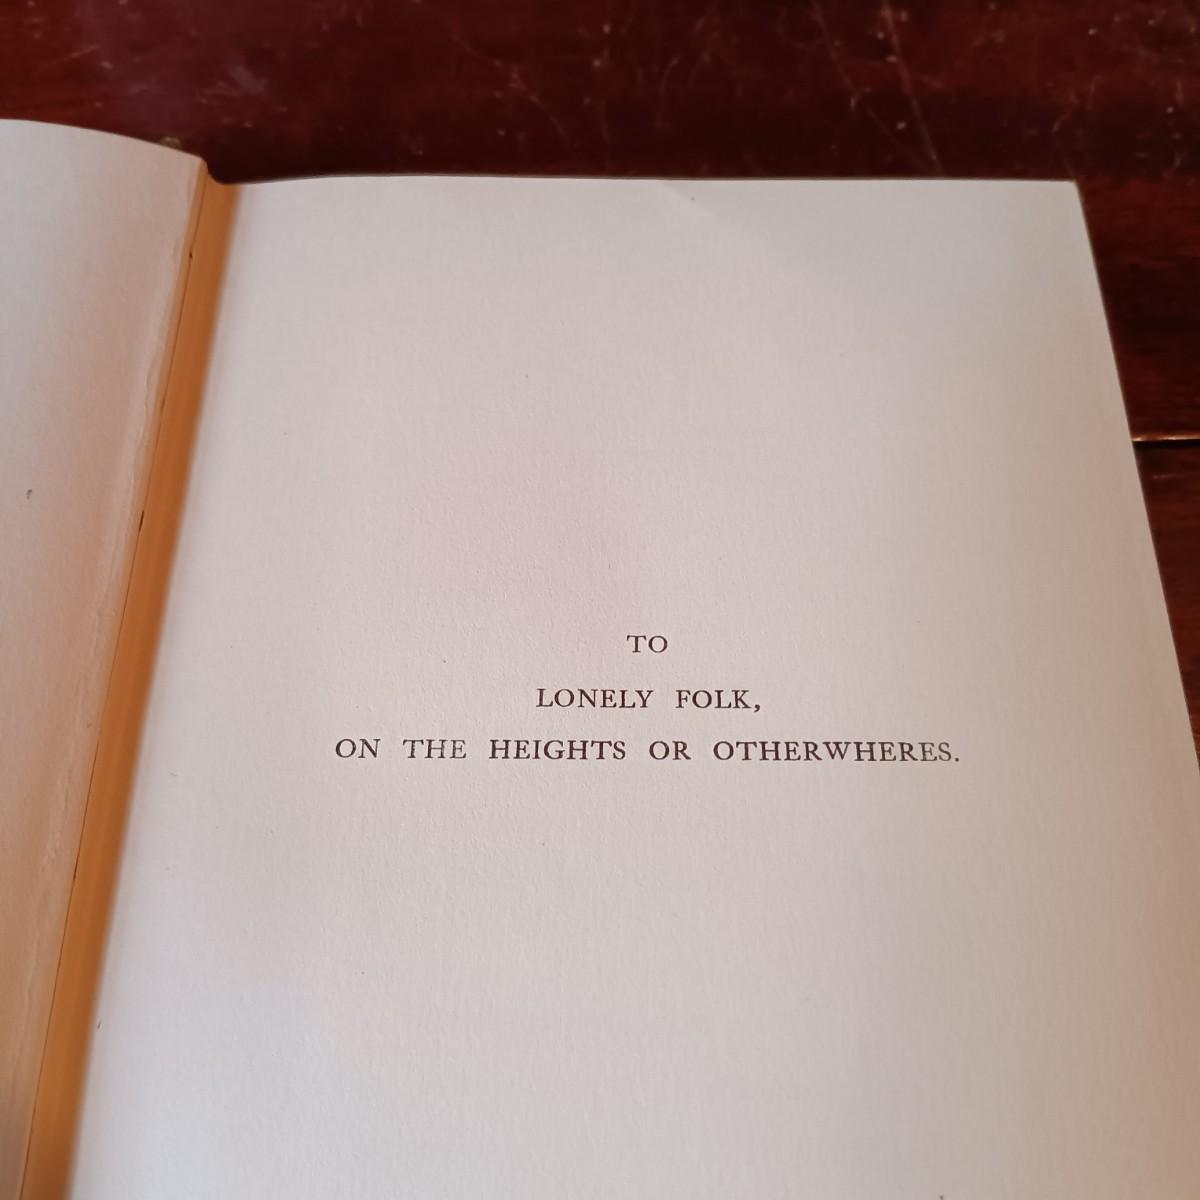 TO
LONELY FOLK,
ON THE HEIGHTS OR OTHERWHERES.